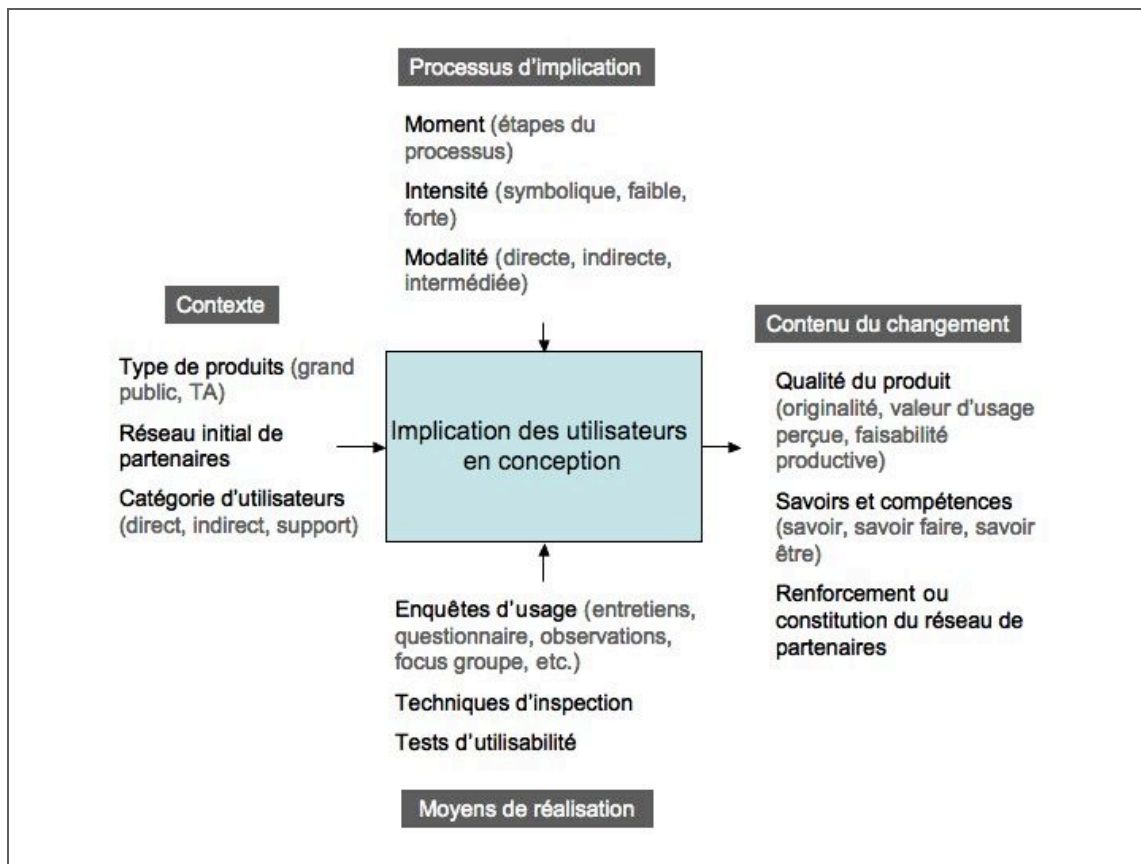 Processus d'implication
Moment (étapes du
processus)
Intensité (symbolique, faible,
forte)
Modalité (directe, indirecte,
intermédiée)
Contexte
Type de produits (grand
public, TA)
Réseau initial de
partenaires
Catégorie d'utilisateurs
(direct, indirect, support)
Implication des utilisateurs
en conception
Contenu du changement
Qualité du produit
(originalité, valeur d'usage
perçue, faisabilité
productive)
Savoirs et compétences
(savoir, savoir faire, savoir
être)
Renforcement ou
constitution du réseau de
partenaires
Enquêtes d'usage (entretiens,
questionnaire, observations,
focus groupe, etc.)
Techniques d'inspection
Tests d'utilisabilité
Moyens de réalisation